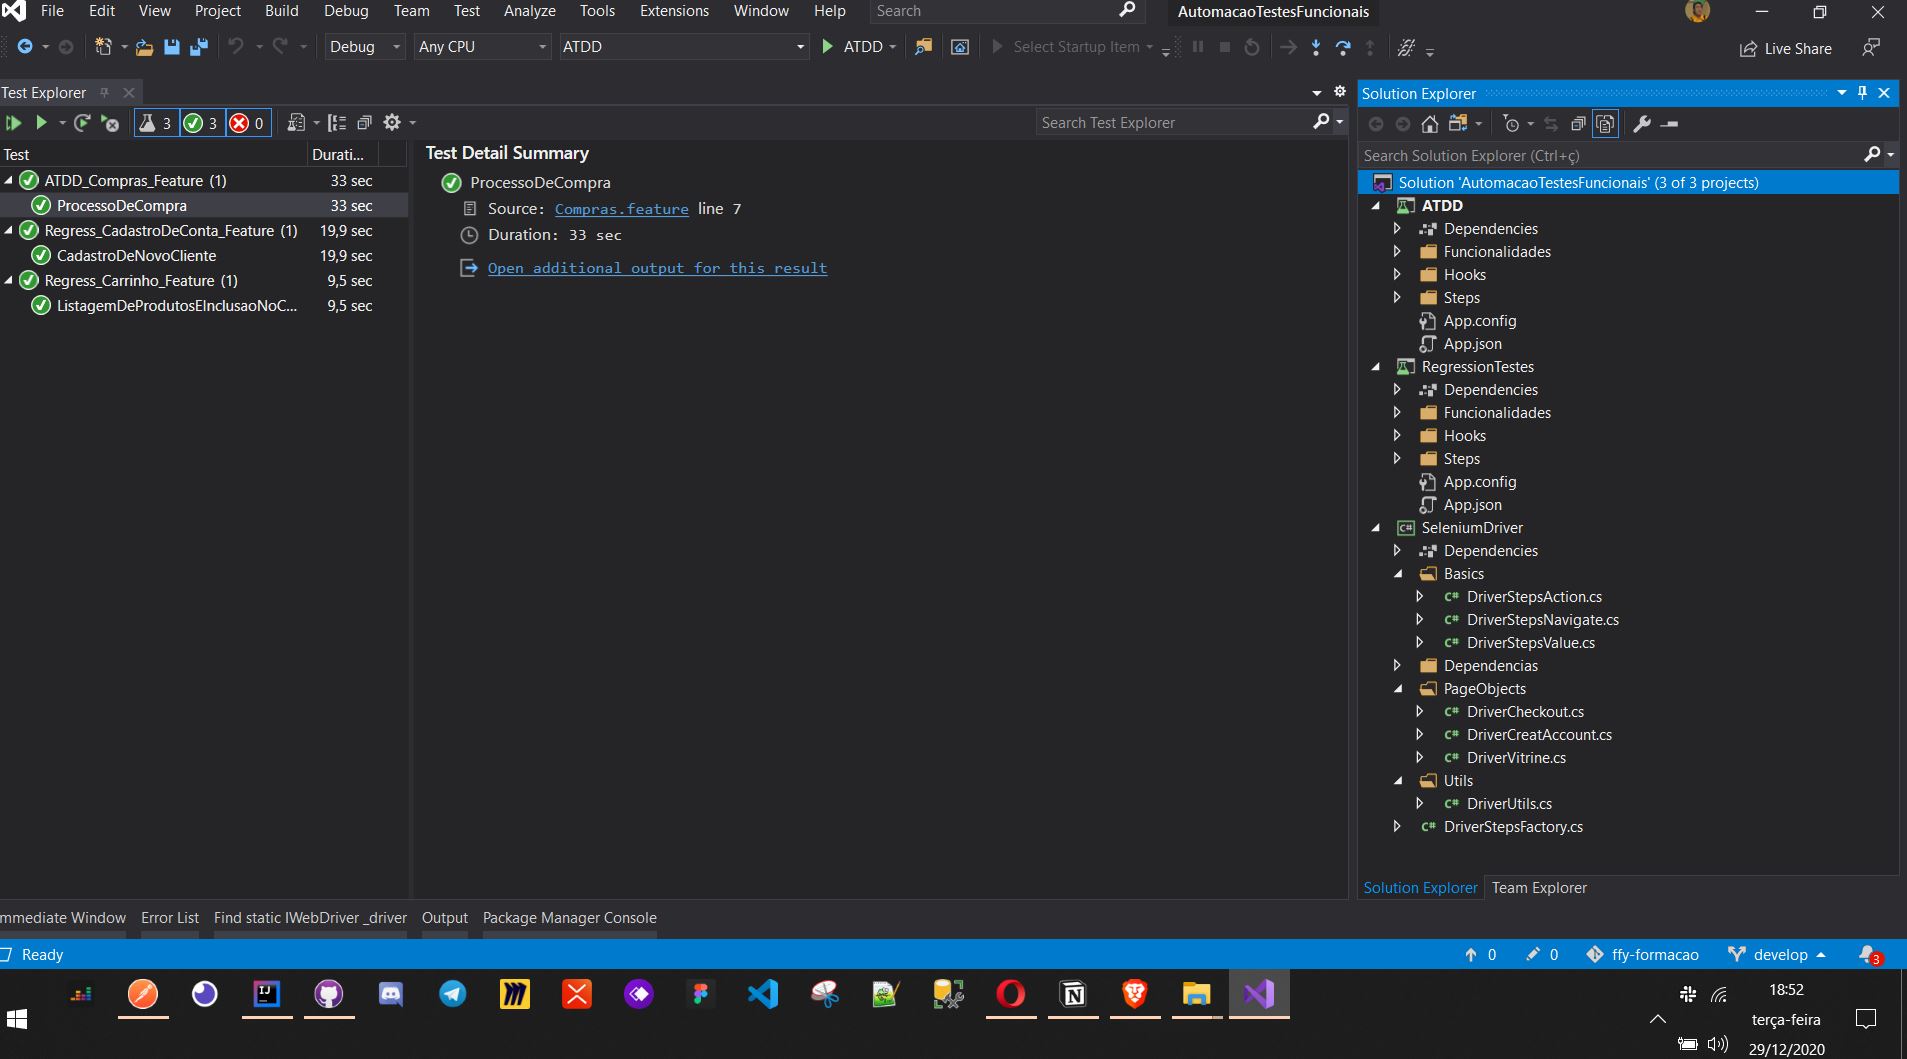 File Edit View Project Build Debug Team Test Analyze Tools Extensions Window Help Search AutomacaoTestesFuncionais
Debug Any CPU ATDD ATDD Select Startup Item Live Share
Test Explorer
3 3 0 Search Test Explorer
Test Durati...
ATDD_Compras_Feature (1) 33 sec
ProcessoDeCompra 33 sec
Regress_CadastroDeConta_Feature (1) 19,9 sec
CadastroDeNovoCliente 19,9 sec
Regress_Carrinho_Feature (1) 9,5 sec
ListagemDeProdutosEInclusaoNoC... 9,5 sec
Test Detail Summary
ProcessoDeCompra
Source: Compras.feature line 7
Duration: 33 sec
Open additional output for this result
Solution Explorer
Search Solution Explorer (Ctrl+ç)
Solution 'AutomacaoTestesFuncionais' (3 of 3 projects)
ATDD
Dependencies
Funcionalidades
Hooks
Steps
App.config
App.json
RegressionTestes
Dependencies
Funcionalidades
Hooks
Steps
App.config
App.json
C# SeleniumDriver
Dependencies
Basics
C# DriverStepsAction.cs
C# DriverStepsNavigate.cs
C# DriverStepsValue.cs
Dependencias
PageObjects
C# DriverCheckout.cs
C# DriverCreatAccount.cs
C# DriverVitrine.cs
Utils
C# DriverUtils.cs
C# DriverStepsFactory.cs
Solution Explorer Team Explorer
mmediate Window Error List Find static IWebDriver _driver Output Package Manager Console
Ready 0 0 ffy-formacao develop 3
IJ N
18:52
terça-feira
29/12/2020